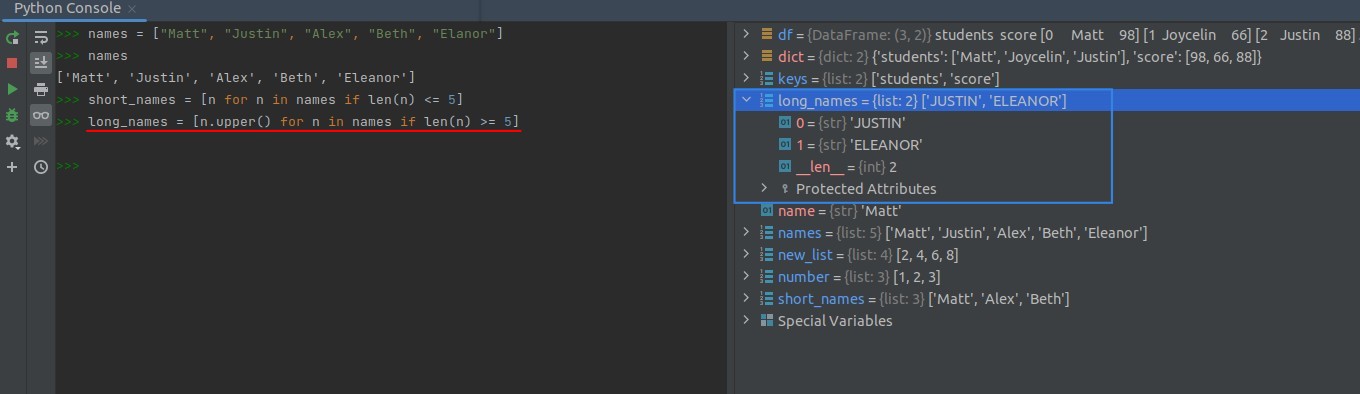 Python Console ×
>>> names = ["Matt", "Justin", "Alex", "Beth", "Elanor"]
>>> names
['Matt', 'Justin', 'Alex', 'Beth', 'Eleanor']
>>> short_names = [n for n in names if len(n) <= 5]
>>> long_names = [n.upper() for n in names if len(n) >= 5]
>>>
df = {DataFrame: (3, 2)} students score [0 Matt 98] [1 Joycelin 66] [2 Justin 88]
dict = {dict: 2} {'students': ['Matt', 'Joycelin', 'Justin'], 'score': [98, 66, 88]}
keys = {list: 2} ['students', 'score']
long_names = {list: 2} ['JUSTIN', 'ELEANOR']
01 0 = {str} 'JUSTIN'
01 1 = {str} 'ELEANOR'
01 __len__ = {int} 2
Protected Attributes
01 name = {str} 'Matt'
names = {list: 5} ['Matt', 'Justin', 'Alex', 'Beth', 'Eleanor']
new_list = {list: 4} [2, 4, 6, 8]
number = {list: 3} [1, 2, 3]
short_names = {list: 3} ['Matt', 'Alex', 'Beth']
Special Variables